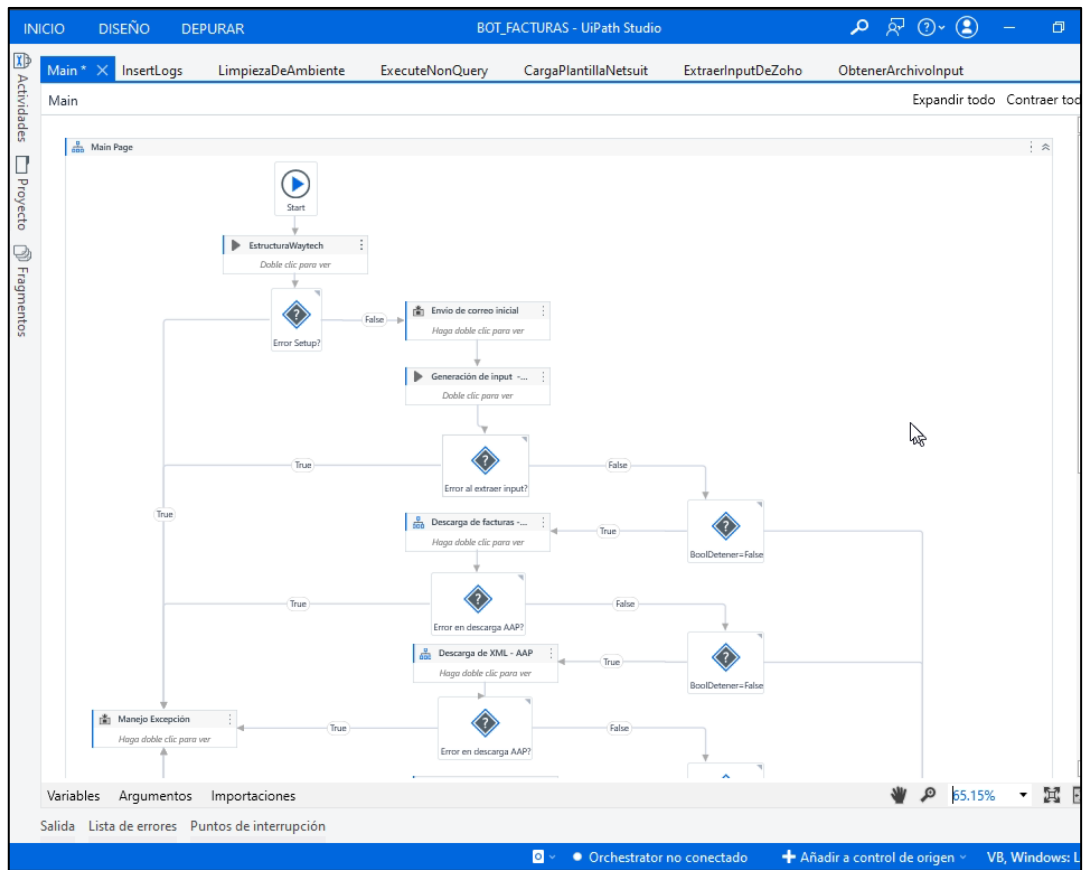 INICIO DISEÑO DEPURAR BOT_FACTURAS - UiPath Studio
Main * InsertLogs LimpiezaDeAmbiente ExecuteNonQuery CargaPlantillaNetsuit ExtraerInputDeZoho ObtenerArchivoInput
Actividades
Proyecto
Fragmentos
Main Expandir todo Contraer tod
Main Page
Start
EstructuraWaytech
Doble clic para ver
Error Setup?
False
Envio de correo inicial
Haga doble clic para ver
Generación de input -...
Doble clic para ver
True
Error al extraer input?
False
True
Descarga de facturas -...
Haga doble clic para ver
True
BoolDetener=False
True
Error en descarga AAP?
False
Descarga de XML - AAP
Haga doble clic para ver
True
BoolDetener=False
Manejo Excepción
Haga doble clic para ver
True
Error en descarga AAP?
False
Variables Argumentos Importaciones 65.15%
Salida Lista de errores Puntos de interrupción
Orchestrator no conectado Añadir a control de origen VB, Windows: L